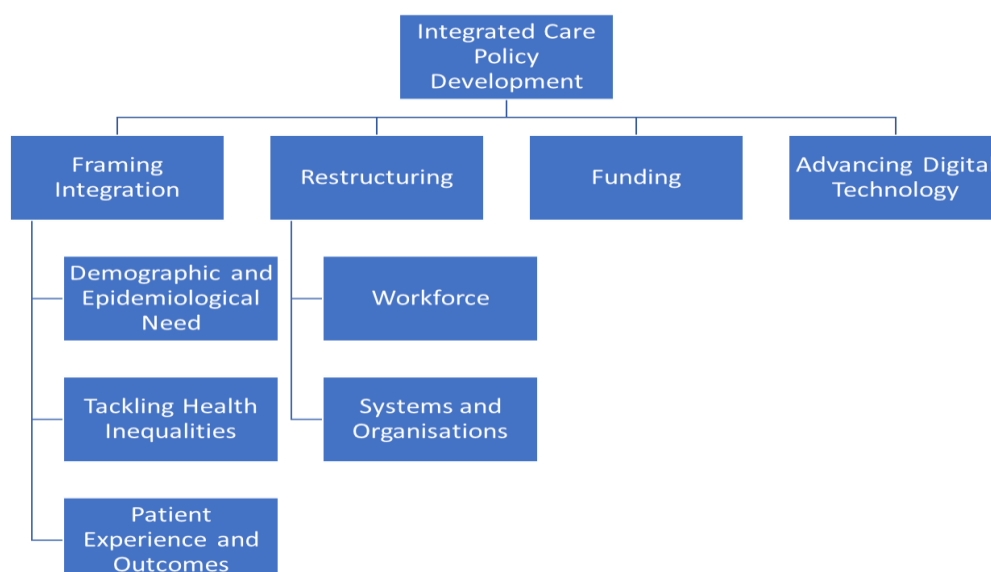 Integrated Care
Policy
Development
Framing
Integration
Restructuring
Funding
Advancing Digital
Technology
Demographic and
Epidemiological
Need
Workforce
Tackling Health
Inequalities
Systems and
Organisations
Patient
Experience and
Outcomes